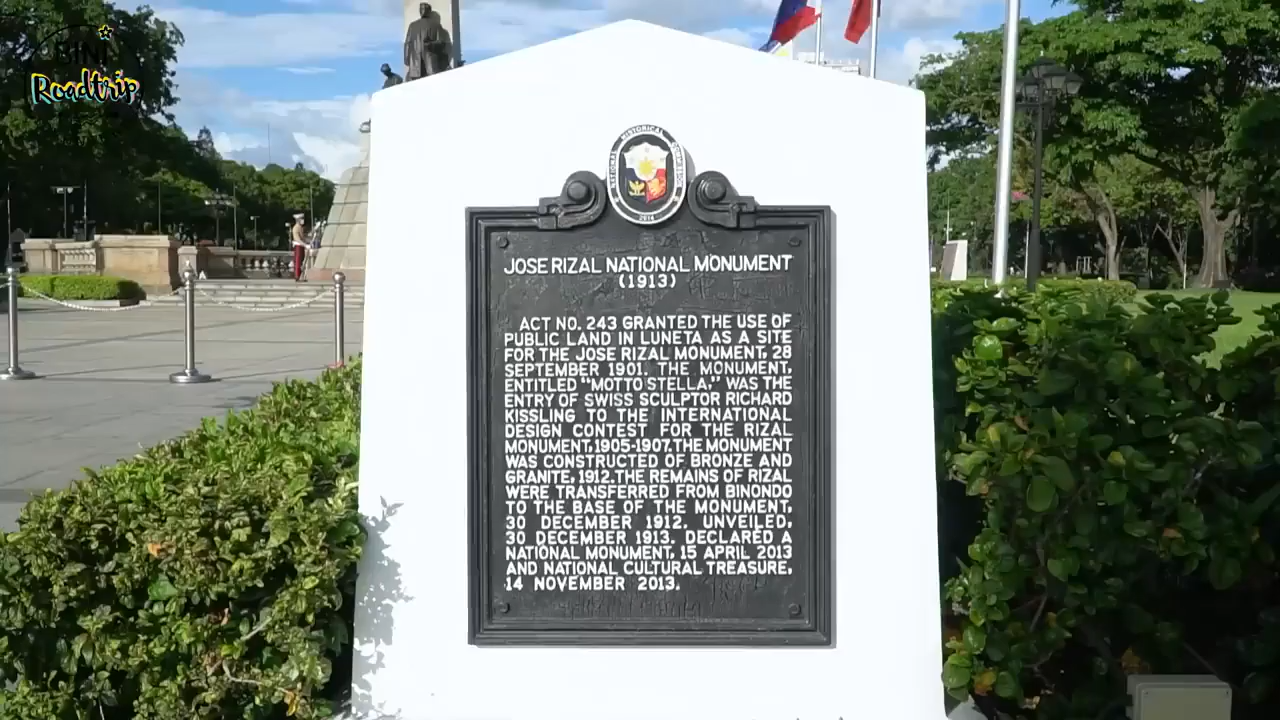 Roadtrip
NATIONAL HISTORICAL COMMISSION
2014
JOSE RIZAL NATIONAL MONUMENT
(1913)
ACT NO. 243 GRANTED THE USE OF
PUBLIC LAND IN LUNETA AS A SITE
FOR THE JOSE RIZAL MONUMENT, 28
SEPTEMBER 1901. THE MONUMENT,
ENTITLED "MOTTO STELLA," WAS THE
ENTRY OF SWISS SCULPTOR RICHARD
KISSLING TO THE INTERNATIONAL
DESIGN CONTEST FOR THE RIZAL
MONUMENT, 1905-1907. THE MONUMENT
WAS CONSTRUCTED OF BRONZE AND
GRANITE, 1912. THE REMAINS OF RIZAL
WERE TRANSFERRED FROM BINONDO
TO THE BASE OF THE MONUMENT,
30 DECEMBER 1912. UNVEILED,
30 DECEMBER 1913. DECLARED A
NATIONAL MONUMENT, 15 APRIL 2013
AND NATIONAL CULTURAL TREASURE,
14 NOVEMBER 2013.